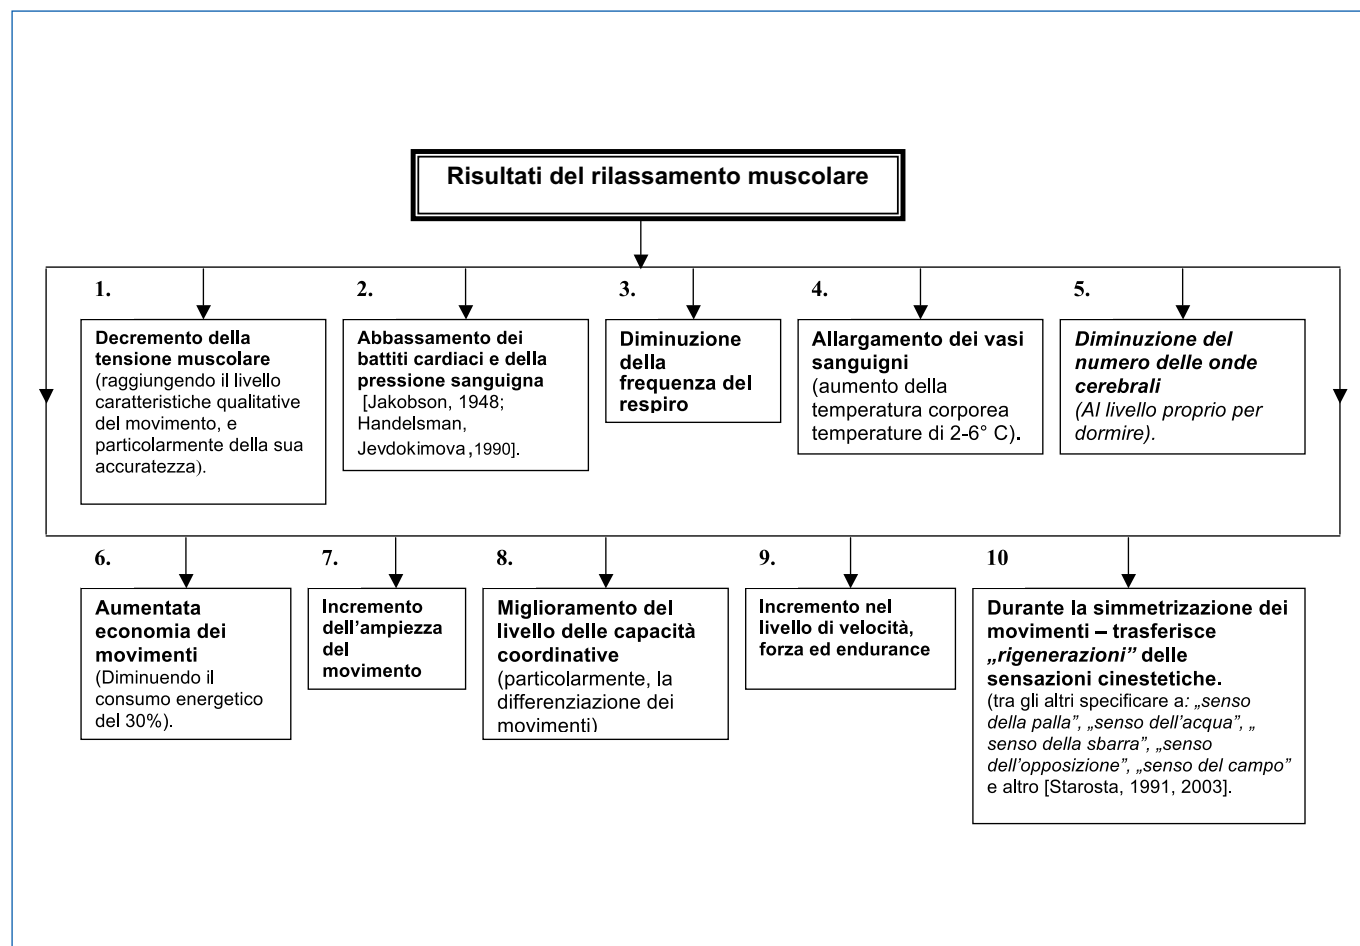 Risultati del rilassamento muscolare
1.
Decremento della
tensione muscolare
(raggiungendo il livello
caratteristiche qualitative
del movimento, e
particolarmente della sua
accuratezza).
2.
Abbassamento dei
battiti cardiaci e della
pressione sanguigna
[Jakobson, 1948;
Handelsman,
Jevdokimova,1990].
3.
Diminuzione
della
frequenza del
respiro
4.
Allargamento dei vasi
sanguigni
(aumento della
temperatura corporea
temperature di 2-6° C).
5.
Diminuzione del
numero delle onde
cerebrali
(Al livello proprio per
dormire).
6.
Aumentata
economia dei
movimenti
(Diminuendo il
consumo energetico
del 30%).
7.
Incremento
dell'ampiezza
del
movimento
8.
Miglioramento del
livello delle capacità
coordinative
(particolarmente, la
differenziazione dei
movimenti)
9.
Incremento nel
livello di velocità,
forza ed endurance
10
Durante la simmetrizazione dei
movimenti – trasferisce
„rigenerazioni” delle
sensazioni cinestetiche.
(tra gli altri specificare a: „senso
della palla”, „senso dell’acqua”, „
senso della sbarra”, „senso
dell’opposizione”, „senso del campo”
e altro [Starosta, 1991, 2003].